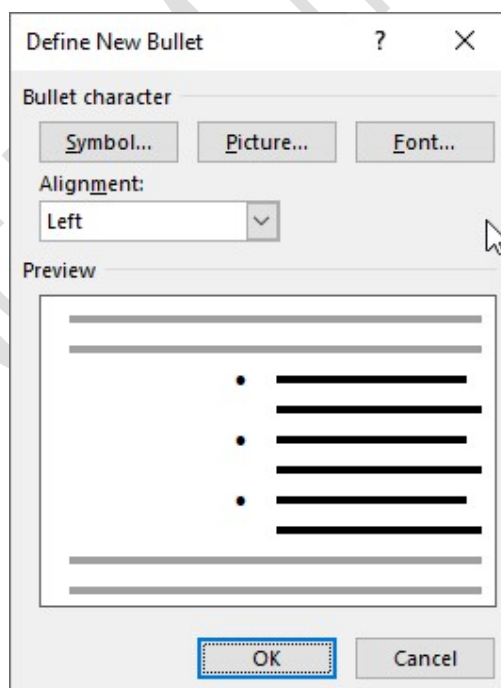 Define New Bullet ? ×
Bullet character
Symbol... Picture... Font...
Alignment:
Left
Preview
OK Cancel